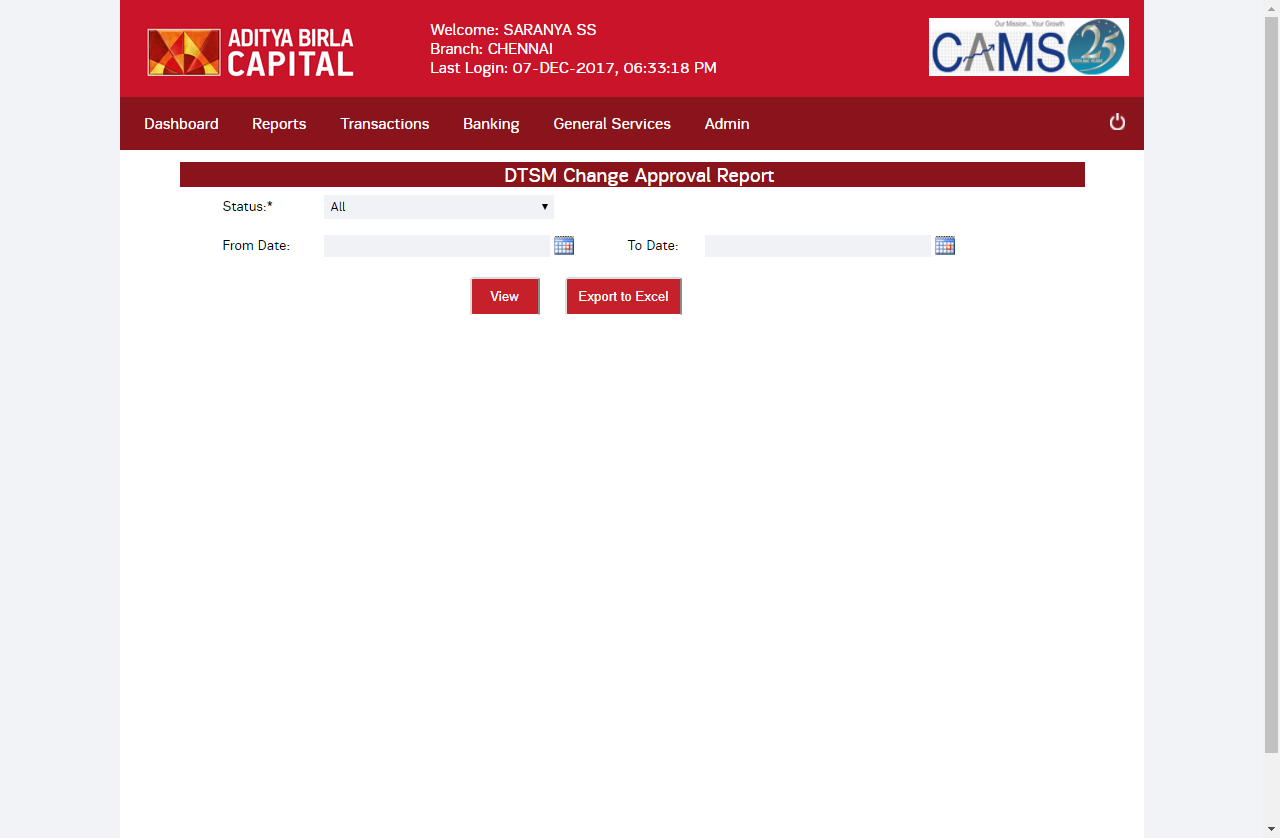 ADITYA BIRLA
CAPITAL
Welcome: SARANYA SS
Branch: CHENNAI
Last Login: 07-DEC-2017, 06:33:18 PM
Our Mission... Your Growth
CAMS 25
Dashboard Reports Transactions Banking General Services Admin
DTSM Change Approval Report
Status:* All
From Date: To Date:
View Export to Excel